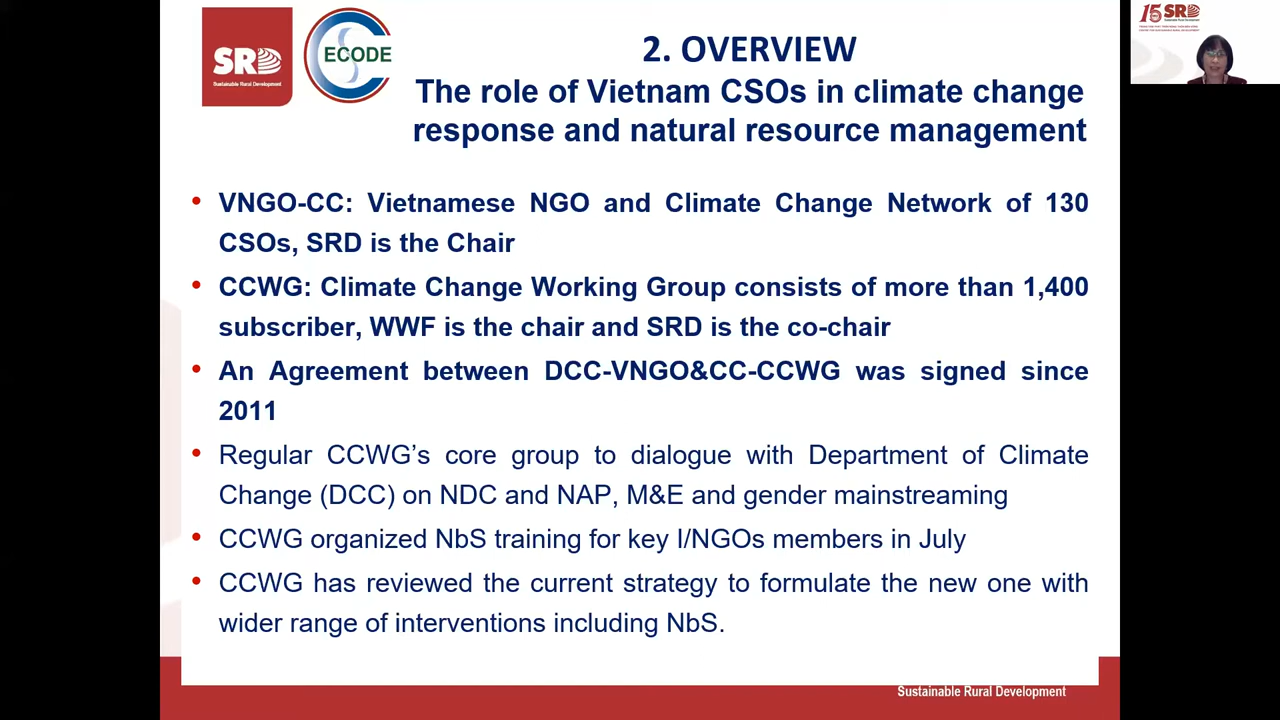 SRD
Sustainable Rural Development
ECODE
2. OVERVIEW
The role of Vietnam CSOs in climate change
response and natural resource management
• VNGO-CC: Vietnamese NGO and Climate Change Network of 130
CSOs, SRD is the Chair
• CCWG: Climate Change Working Group consists of more than 1,400
subscriber, WWF is the chair and SRD is the co-chair
• An Agreement between DCC-VNGO&CC-CCWG was signed since
2011
• Regular CCWG’s core group to dialogue with Department of Climate
Change (DCC) on NDC and NAP, M&E and gender mainstreaming
• CCWG organized NbS training for key I/NGOs members in July
• CCWG has reviewed the current strategy to formulate the new one with
wider range of interventions including NbS.
Sustainable Rural Development
15 SRD